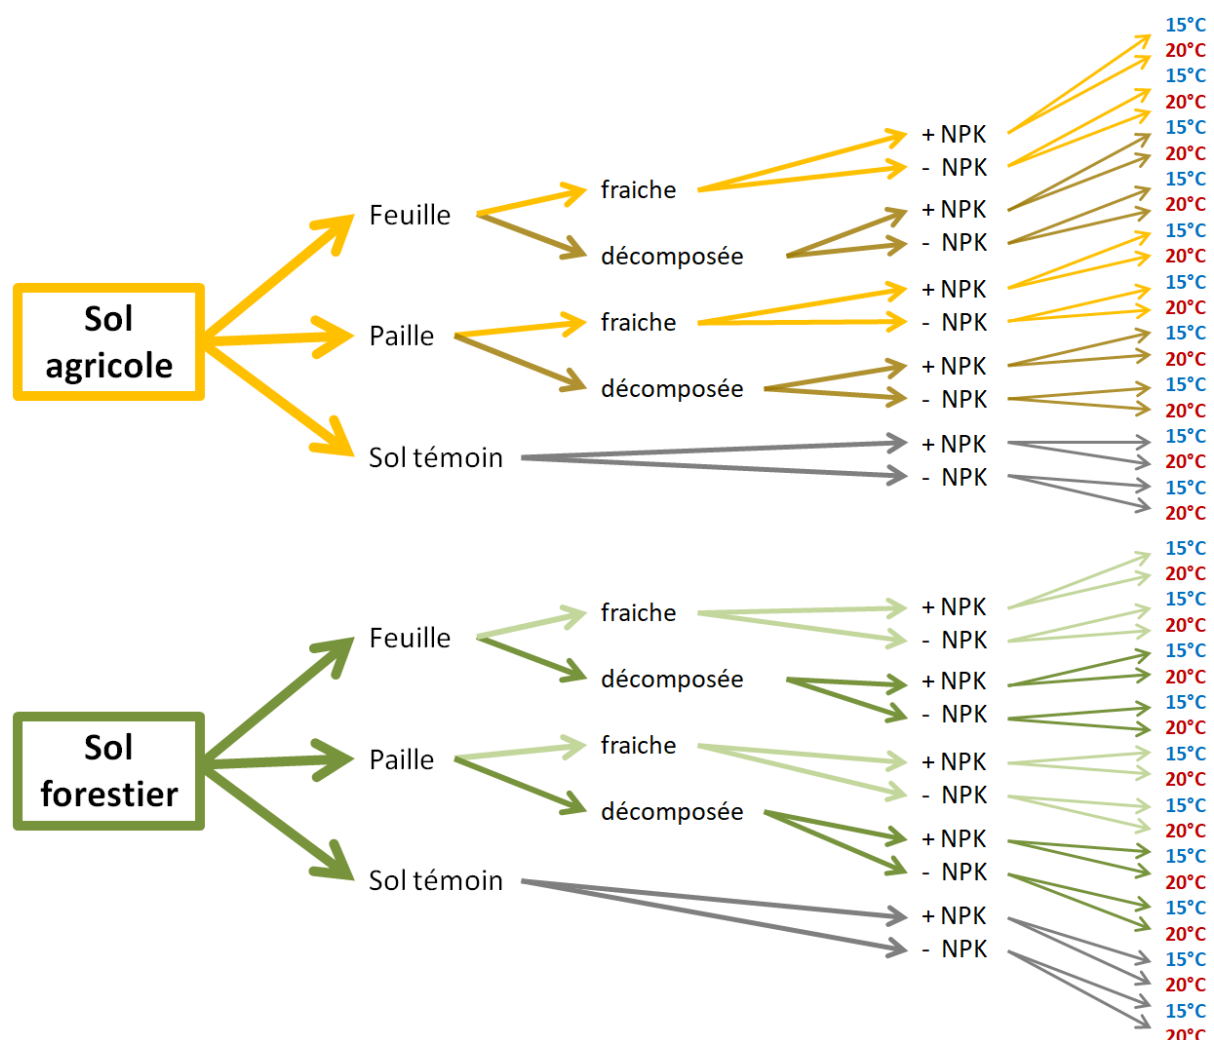 Sol
agricole
Feuille
fraiche
+ NPK
15°C
20°C
- NPK
15°C
20°C
décomposée
+ NPK
15°C
20°C
- NPK
15°C
20°C
Paille
fraiche
+ NPK
15°C
20°C
- NPK
15°C
20°C
décomposée
+ NPK
15°C
20°C
- NPK
15°C
20°C
Sol témoin
+ NPK
15°C
20°C
- NPK
15°C
20°C
Sol
forestier
Feuille
fraiche
+ NPK
15°C
20°C
- NPK
15°C
20°C
décomposée
+ NPK
15°C
20°C
- NPK
15°C
20°C
Paille
fraiche
+ NPK
15°C
20°C
- NPK
15°C
20°C
décomposée
+ NPK
15°C
20°C
- NPK
15°C
20°C
Sol témoin
+ NPK
15°C
20°C
- NPK
15°C
20°C